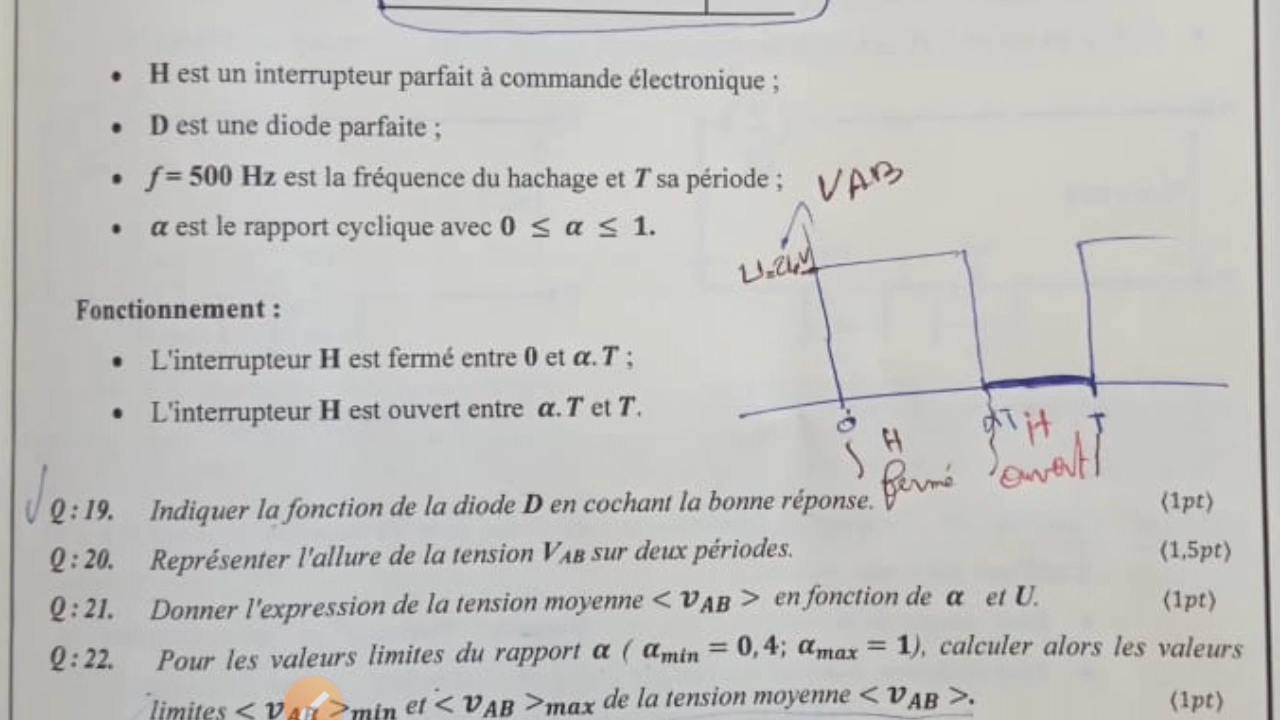 • H est un interrupteur parfait à commande électronique ;
• D est une diode parfaite ;
• f = 500 Hz est la fréquence du hachage et T sa période ;
VAB
• α est le rapport cyclique avec 0 ≤ α ≤ 1.
U=24V
Fonctionnement :
• L'interrupteur H est fermé entre 0 et α.T ;
• L'interrupteur H est ouvert entre α.T et T.
0 αT T
H fermé
H ouvert
Q : 19. Indiquer la fonction de la diode D en cochant la bonne réponse. (1pt)
Q : 20. Représenter l'allure de la tension VAB sur deux périodes. (1,5pt)
Q : 21. Donner l'expression de la tension moyenne < vAB > en fonction de α et U. (1pt)
Q : 22. Pour les valeurs limites du rapport α ( αmin = 0,4; αmax = 1), calculer alors les valeurs
limites < vAB >min et < vAB >max de la tension moyenne < vAB >. (1pt)